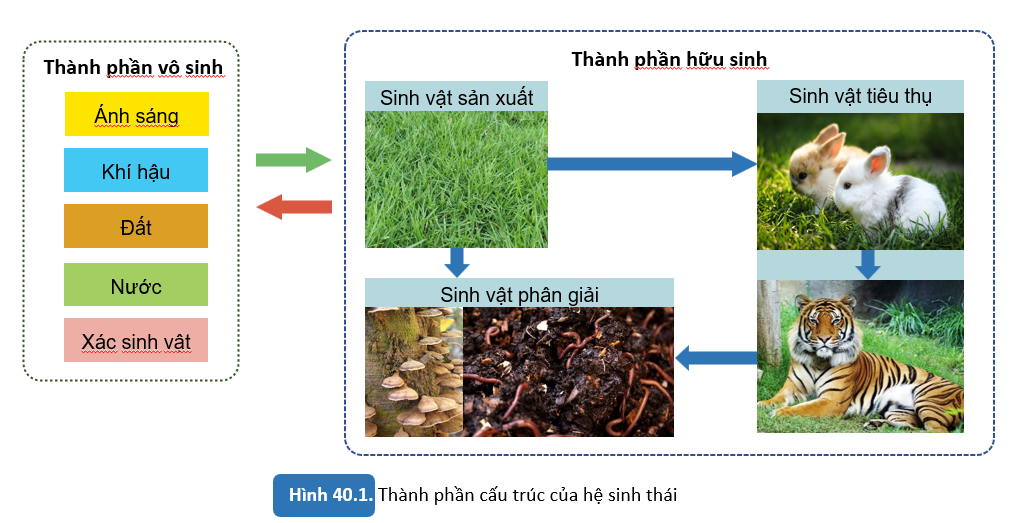 Thành phần vô sinh
Ánh sáng
Khí hậu
Đất
Nước
Xác sinh vật
Thành phần hữu sinh
Sinh vật sản xuất
Sinh vật tiêu thụ
Sinh vật phân giải
Hình 40.1. Thành phần cấu trúc của hệ sinh thái